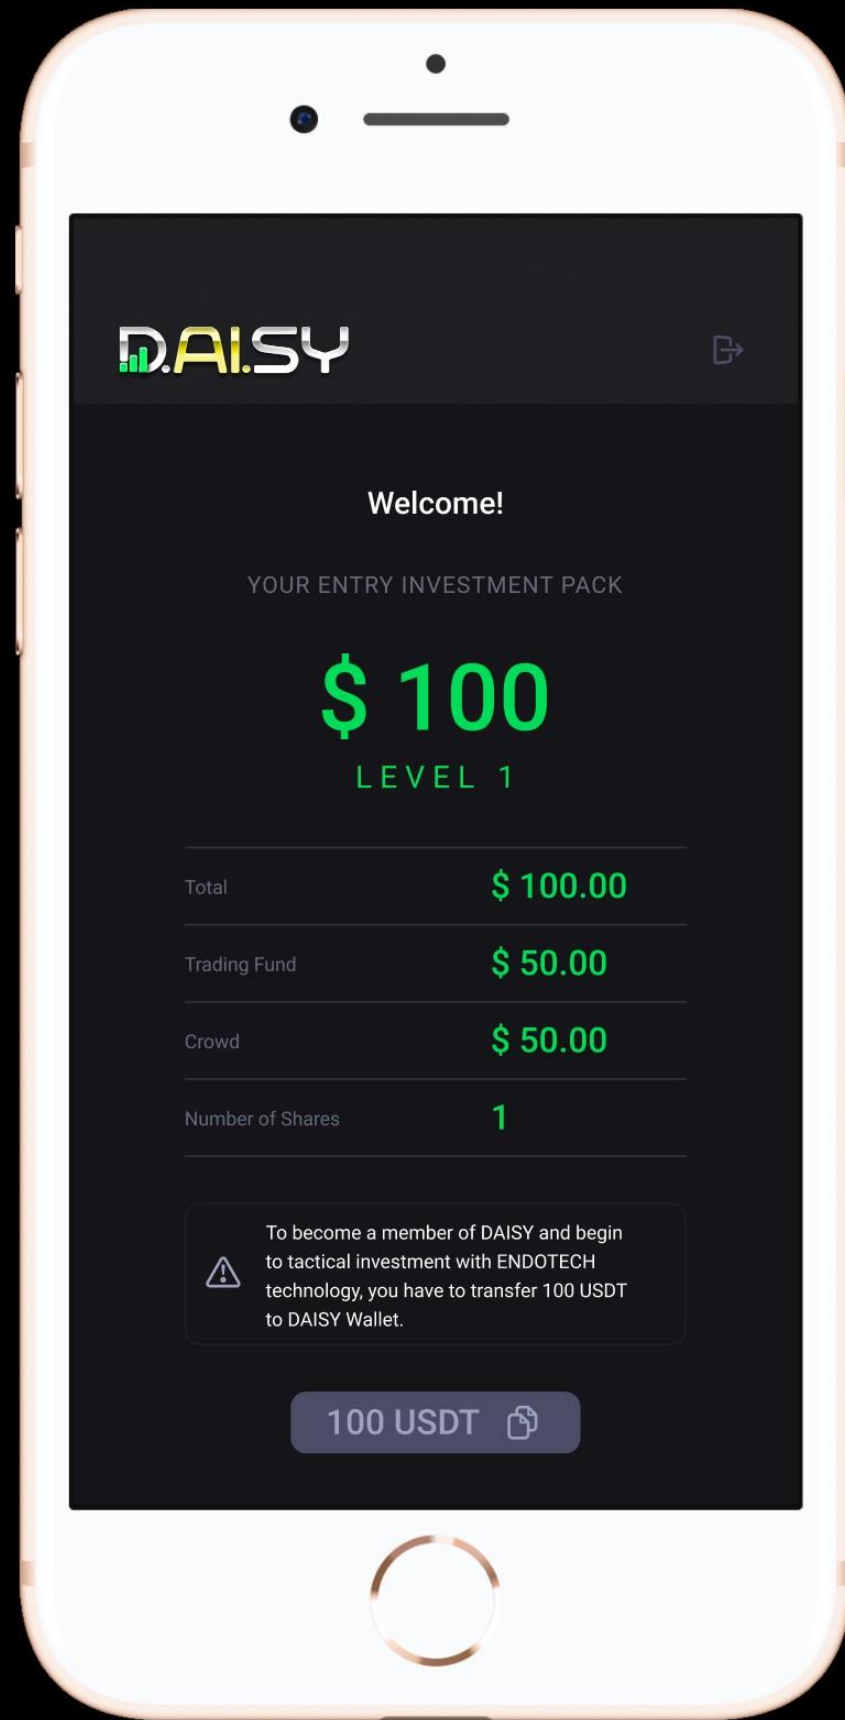 D.AI.SY
Welcome!
YOUR ENTRY INVESTMENT PACK
$ 100
LEVEL 1
Total $ 100.00
Trading Fund $ 50.00
Crowd $ 50.00
Number of Shares 1
To become a member of DAISY and begin
to tactical investment with ENDOTECH
technology, you have to transfer 100 USDT
to DAISY Wallet.
100 USDT